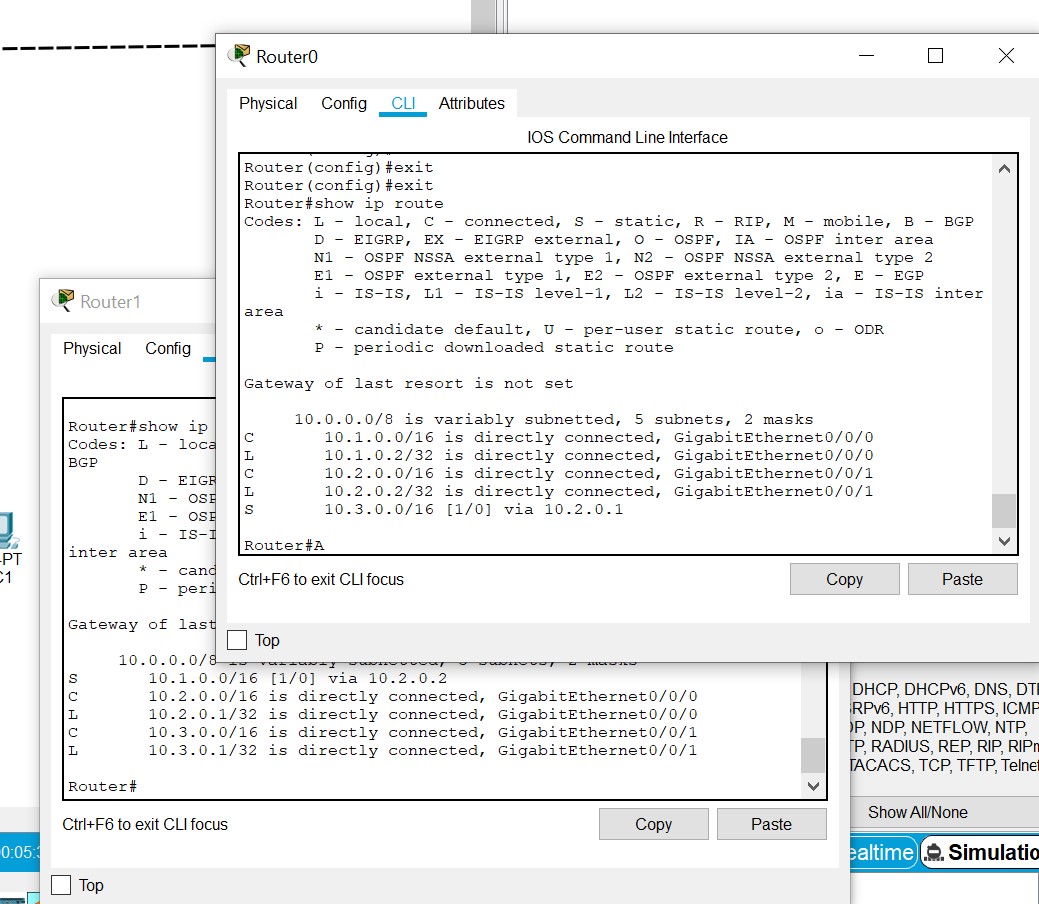 Router0
Physical Config CLI Attributes
IOS Command Line Interface
Router(config)#exit
Router(config)#exit
Router#show ip route
Codes: L - local, C - connected, S - static, R - RIP, M - mobile, B - BGP
D - EIGRP, EX - EIGRP external, O - OSPF, IA - OSPF inter area
N1 - OSPF NSSA external type 1, N2 - OSPF NSSA external type 2
E1 - OSPF external type 1, E2 - OSPF external type 2, E - EGP
i - IS-IS, L1 - IS-IS level-1, L2 - IS-IS level-2, ia - IS-IS inter
area
* - candidate default, U - per-user static route, o - ODR
P - periodic downloaded static route
Gateway of last resort is not set
10.0.0.0/8 is variably subnetted, 5 subnets, 2 masks
C 10.1.0.0/16 is directly connected, GigabitEthernet0/0/0
L 10.1.0.2/32 is directly connected, GigabitEthernet0/0/0
C 10.2.0.0/16 is directly connected, GigabitEthernet0/0/1
L 10.2.0.2/32 is directly connected, GigabitEthernet0/0/1
S 10.3.0.0/16 [1/0] via 10.2.0.1
Router#A
Ctrl+F6 to exit CLI focus
Copy Paste
Top
Router1
Physical Config
Router#show ip
Codes: L - loca
BGP
D - EIGR
N1 - OSP
E1 - OSP
i - IS-I
inter area
* - cand
P - peri
Gateway of last
10.0.0.0/8 is variably subnetted, 5 subnets, 2 masks
S 10.1.0.0/16 [1/0] via 10.2.0.2
C 10.2.0.0/16 is directly connected, GigabitEthernet0/0/0
L 10.2.0.1/32 is directly connected, GigabitEthernet0/0/0
C 10.3.0.0/16 is directly connected, GigabitEthernet0/0/1
L 10.3.0.1/32 is directly connected, GigabitEthernet0/0/1
Router#
Ctrl+F6 to exit CLI focus
Copy Paste
Top
-PT
C1
DHCP, DHCPv6, DNS, DT
RPv6, HTTP, HTTPS, ICMP
P, NDP, NETFLOW, NTP,
TP, RADIUS, REP, RIP, RIPn
TACACS, TCP, TFTP, Telnet
Show All/None
0:05:3
ealtime Simulatio